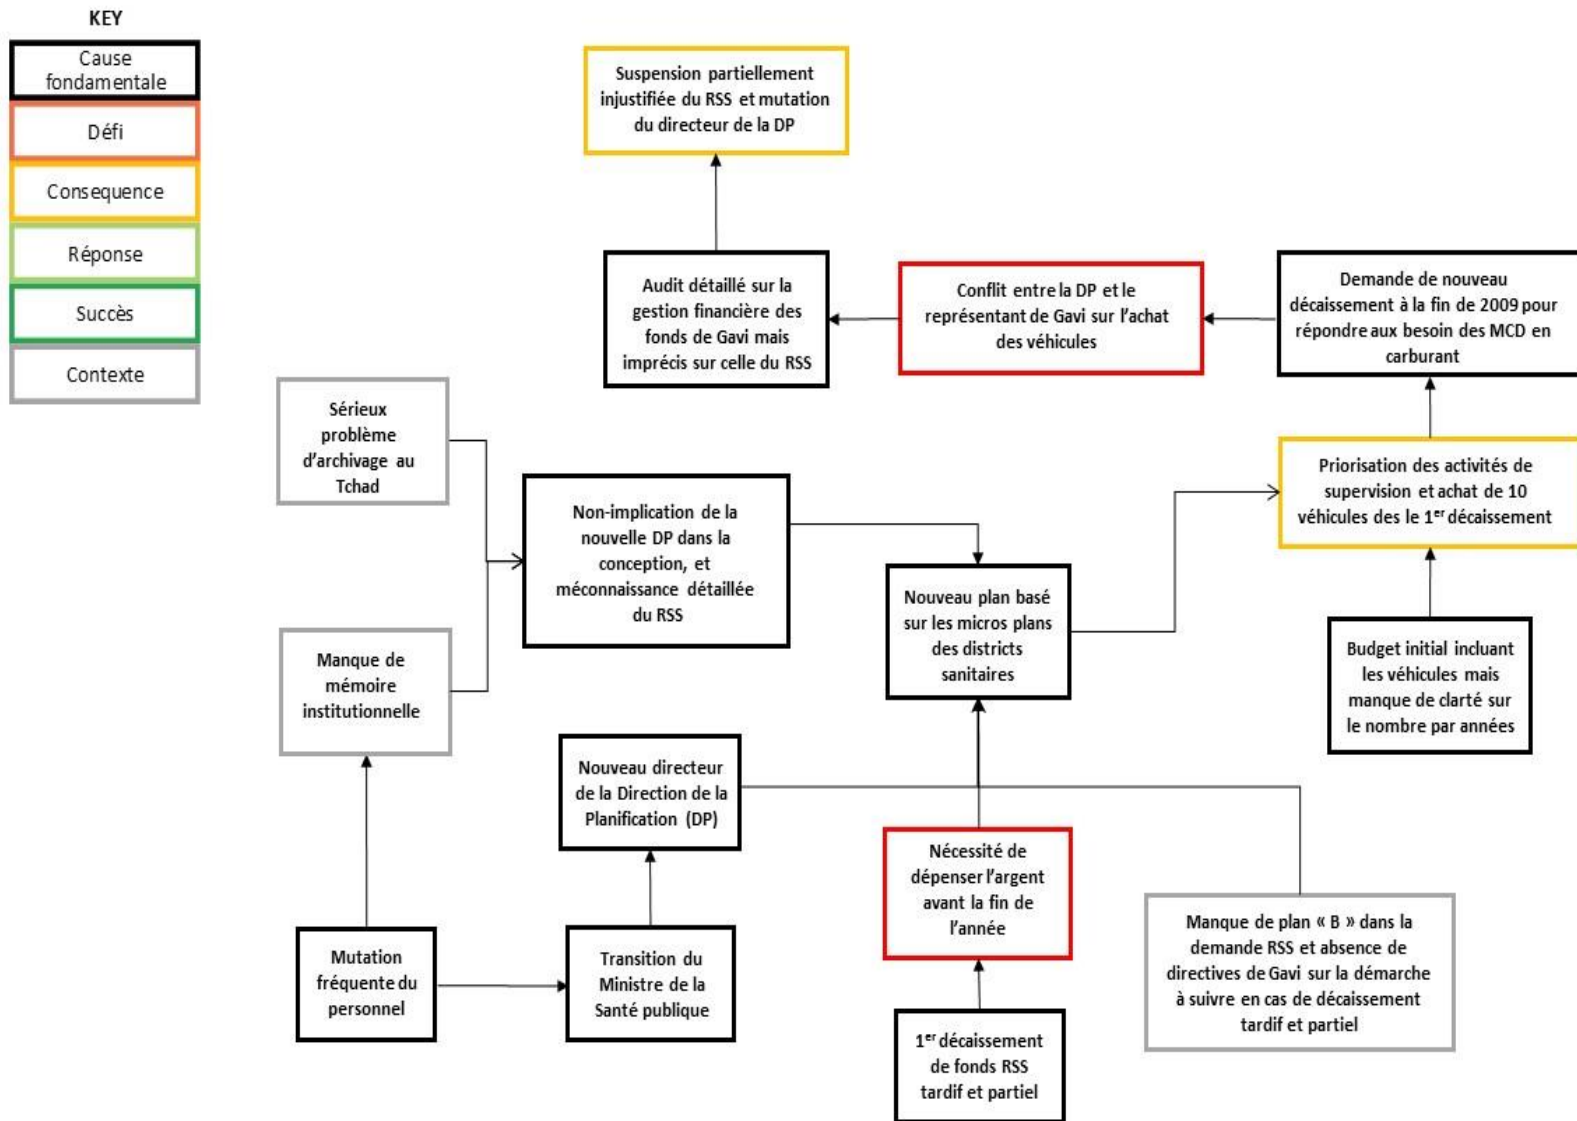 KEY
Cause
fondamentale
Défi
Consequence
Réponse
Succès
Contexte
Suspension partiellement
injustifiée du RSS et mutation
du directeur de la DP
Audit détaillé sur la
gestion financière des
fonds de Gavi mais
imprécis sur celle du RSS
Conflit entre la DP et le
représentant de Gavi sur l'achat
des véhicules
Demande de nouveau
décaissement à la fin de 2009 pour
répondre aux besoin des MCD en
carburant
Sérieux
problème
d'archivage au
Tchad
Non-implication de la
nouvelle DP dans la
conception, et
méconnaissance détaillée
du RSS
Priorisation des activités de
supervision et achat de 10
véhicules des le 1er décaissement
Nouveau plan basé
sur les micros plans
des districts
sanitaires
Manque de
mémoire
institutionnelle
Budget initial incluant
les véhicules mais
manque de clarté sur
le nombre par années
Nouveau directeur
de la Direction de la
Planification (DP)
Nécessité de
dépenser l'argent
avant la fin de
l'année
Manque de plan « B » dans la
demande RSS et absence de
directives de Gavi sur la démarche
à suivre en cas de décaissement
tardif et partiel
Mutation
fréquente du
personnel
Transition du
Ministre de la
Santé publique
1er décaissement
de fonds RSS
tardif et partiel